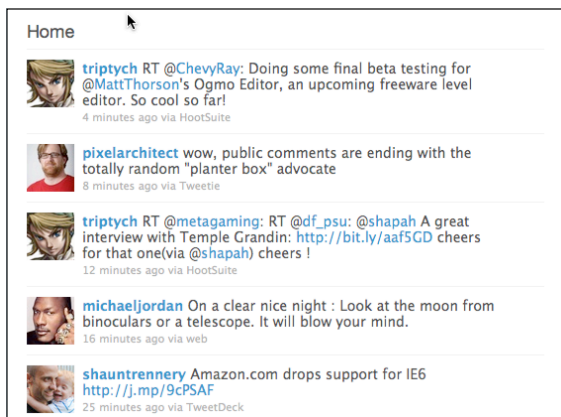 Home
triptych RT @ChevyRay: Doing some final beta testing for
@MattThorson's Ogmo Editor, an upcoming freeware level
editor. So cool so far!
4 minutes ago via HootSuite
pixelarchitect wow, public comments are ending with the
totally random "planter box" advocate
8 minutes ago via Tweetie
triptych RT @metagaming: RT @df_psu: @shapah A great
interview with Temple Grandin: http://bit.ly/aaf5GD cheers
for that one(via @shapah) cheers !
12 minutes ago via HootSuite
michaeljordan On a clear nice night : Look at the moon from
binoculars or a telescope. It will blow your mind.
16 minutes ago via web
shauntrennery Amazon.com drops support for IE6
http://j.mp/9cPSAF
25 minutes ago via TweetDeck